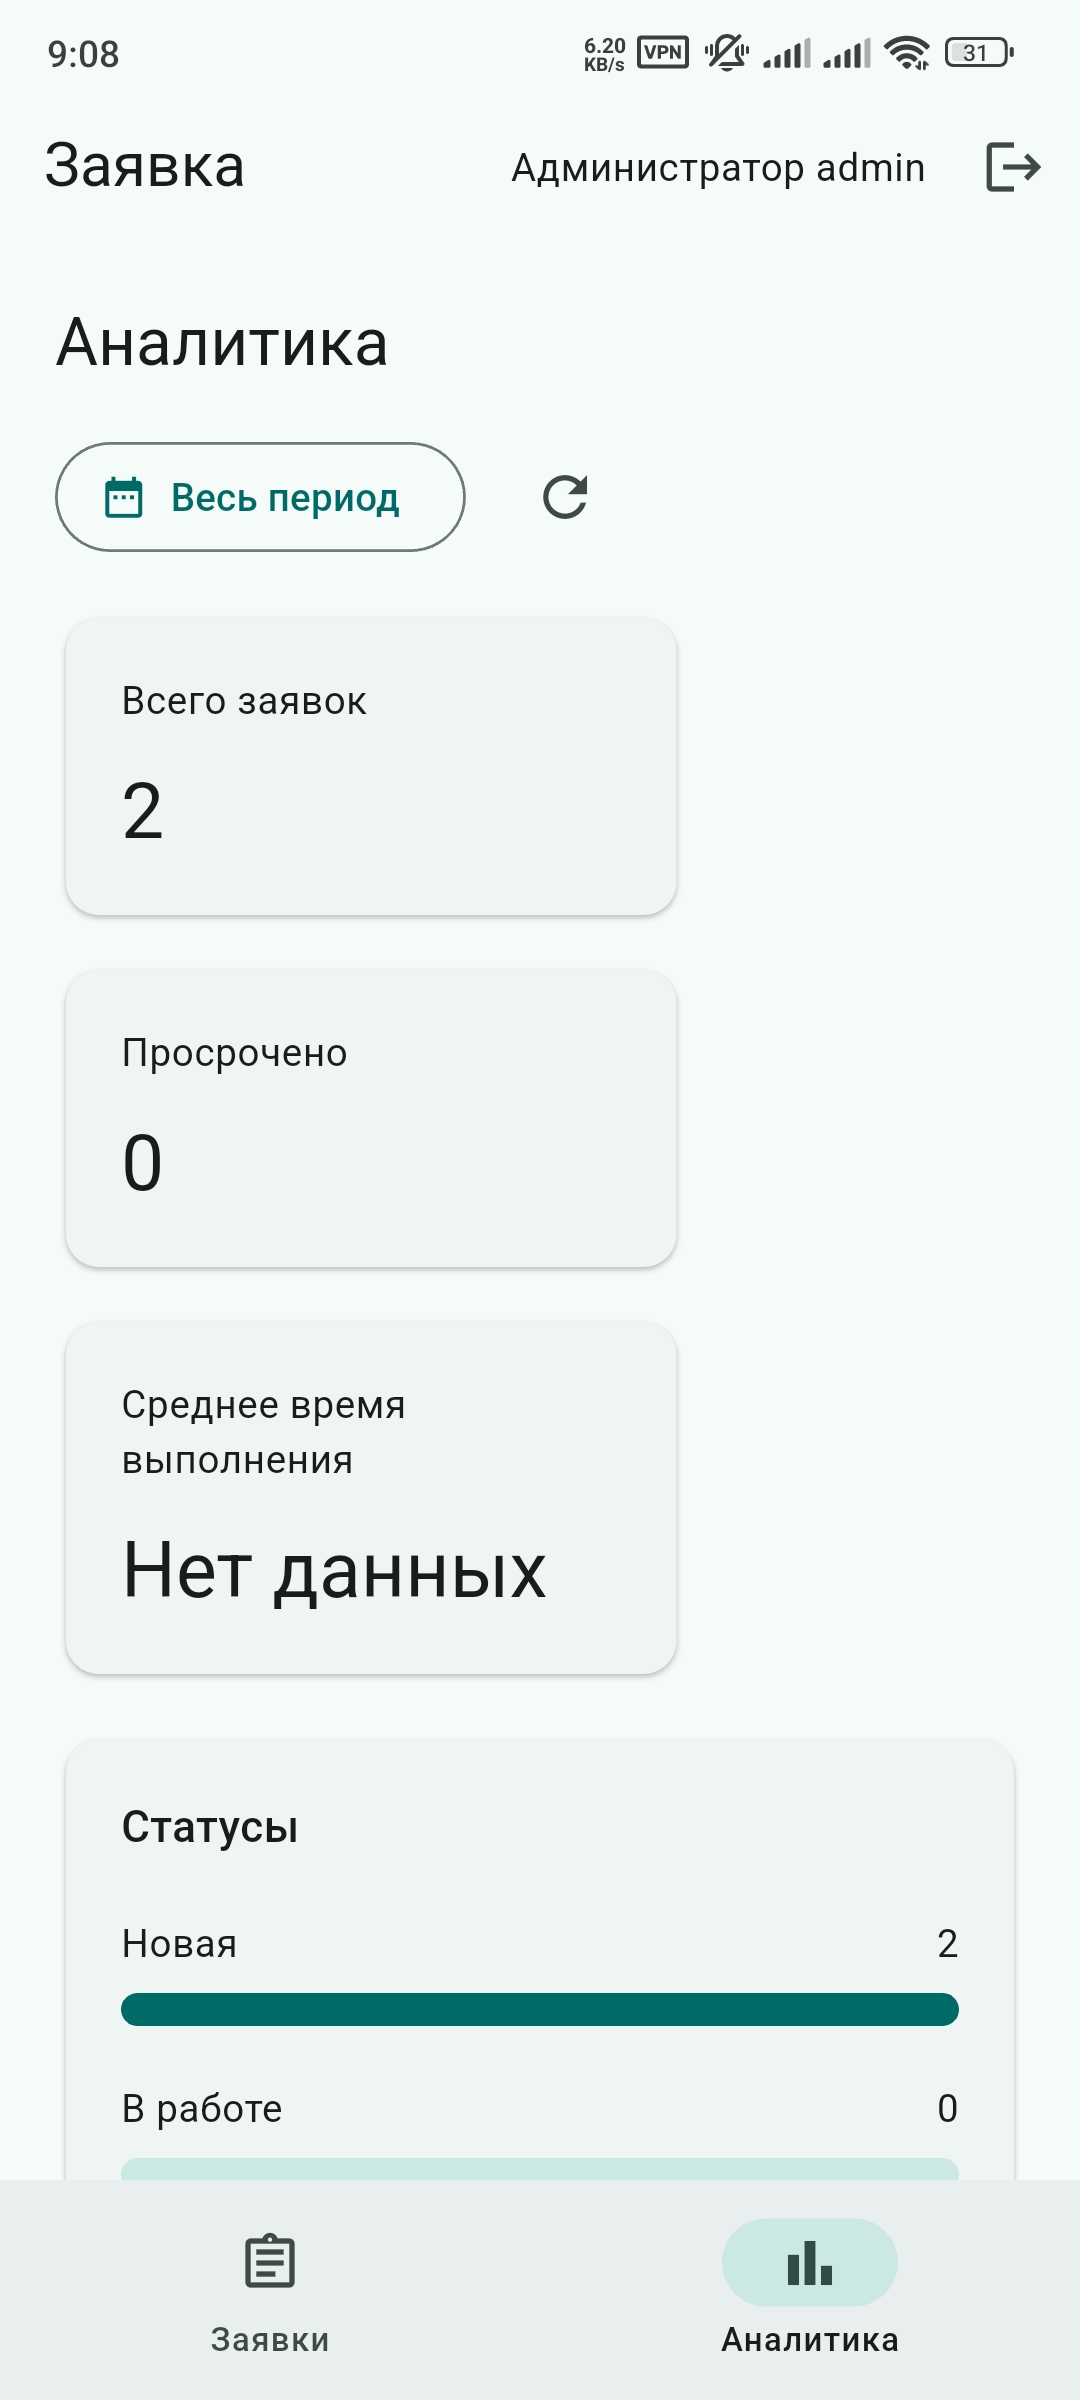 9:08
6.20
KB/s
VPN
31
Заявка
Администратор admin
Аналитика
Весь период
Всего заявок
2
Просрочено
0
Среднее время
выполнения
Нет данных
Статусы
Новая 2
В работе 0
Заявки
Аналитика